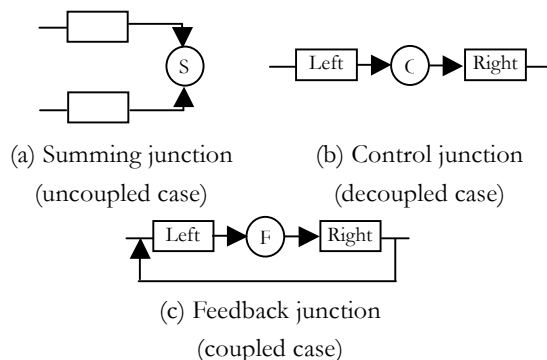 S
Left C Right
(a) Summing junction
(uncoupled case)
(b) Control junction
(decoupled case)
Left F Right
(c) Feedback junction
(coupled case)